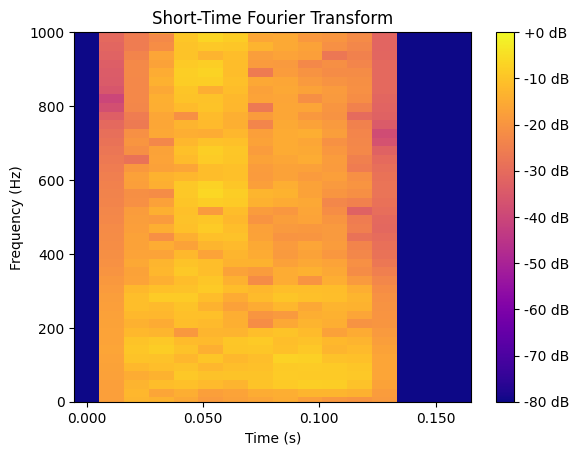 Short-Time Fourier Transform
Frequency (Hz)
1000
800
600
400
200
0
0.000
0.050
0.100
0.150
Time (s)
+0 dB
-10 dB
-20 dB
-30 dB
-40 dB
-50 dB
-60 dB
-70 dB
-80 dB